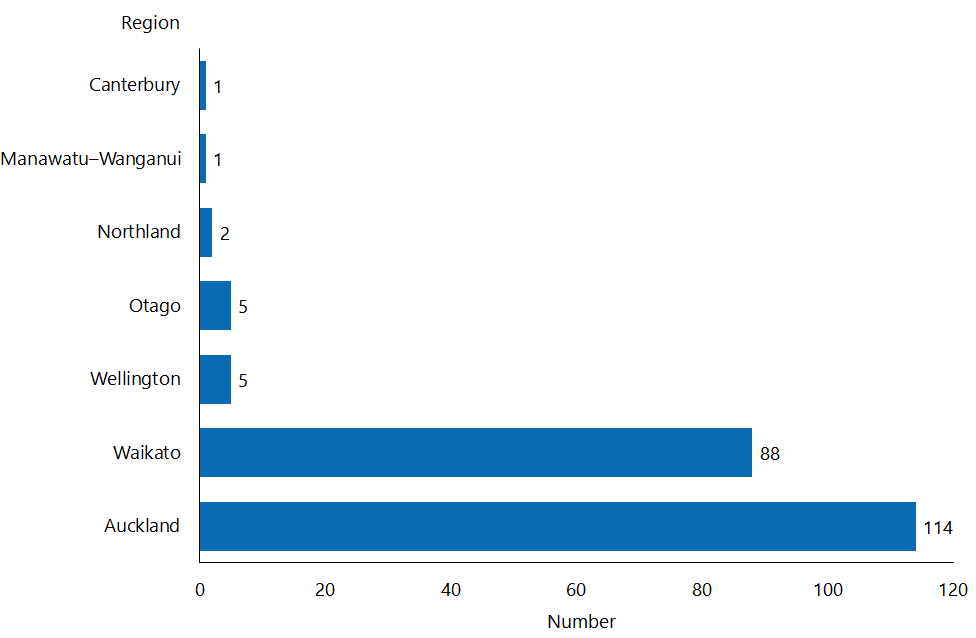 Region
Canterbury 1
Manawatu–Wanganui 1
Northland 2
Otago 5
Wellington 5
Waikato 88
Auckland 114
0 20 40 60 80 100 120
Number